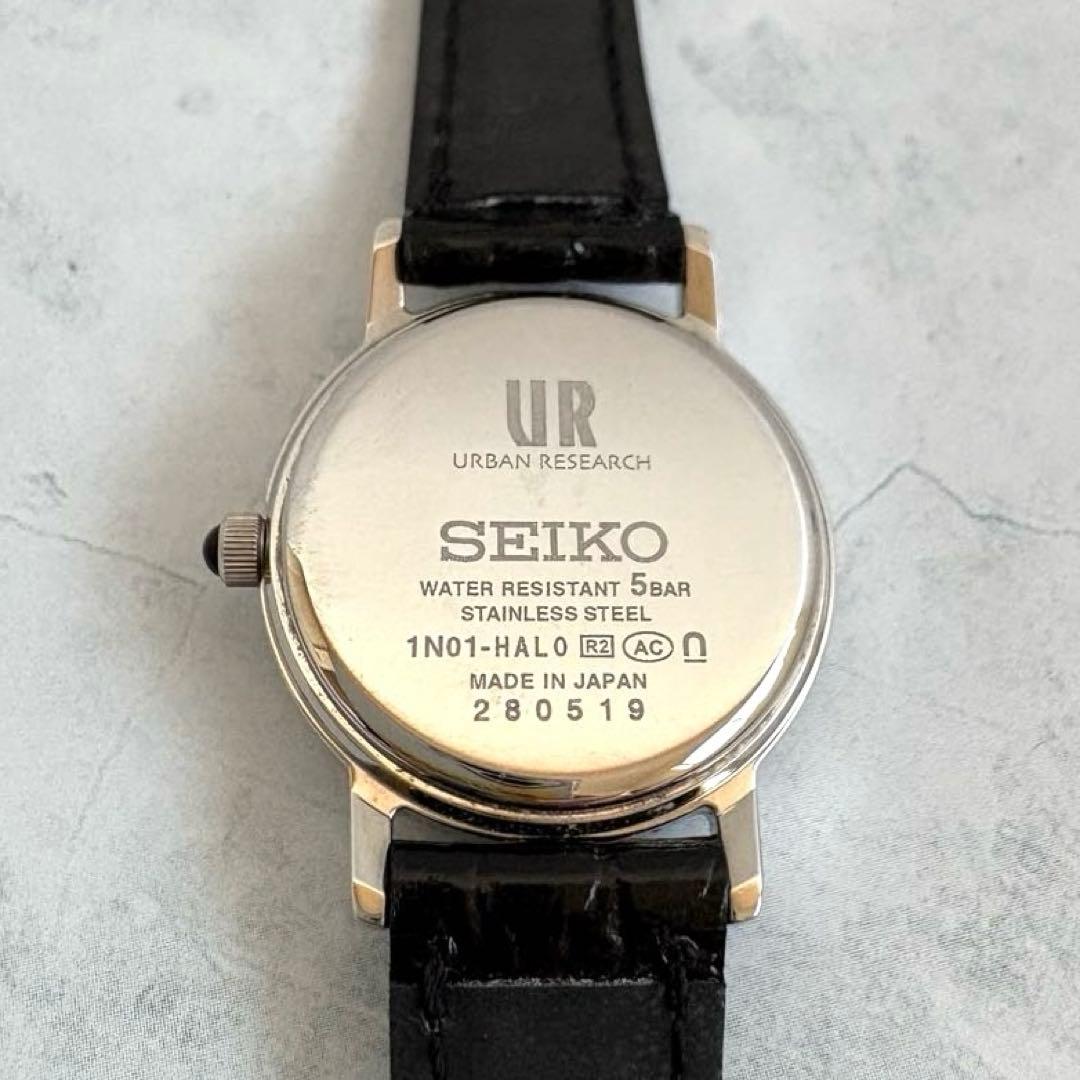 UR
URBAN RESEARCH
SEIKO
WATER RESISTANT 5BAR
STAINLESS STEEL
1N01-HAL0 R2 AC
MADE IN JAPAN
280519